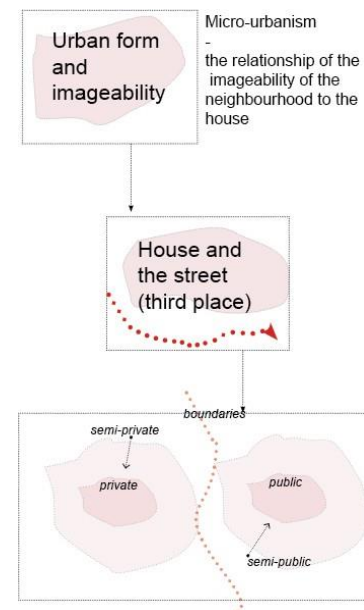 Urban form
and
imageability
Micro-urbanism
-
the relationship of the
imageability of the
neighbourhood to the
house
House and
the street
(third place)
boundaries
semi-private
private
public
semi-public